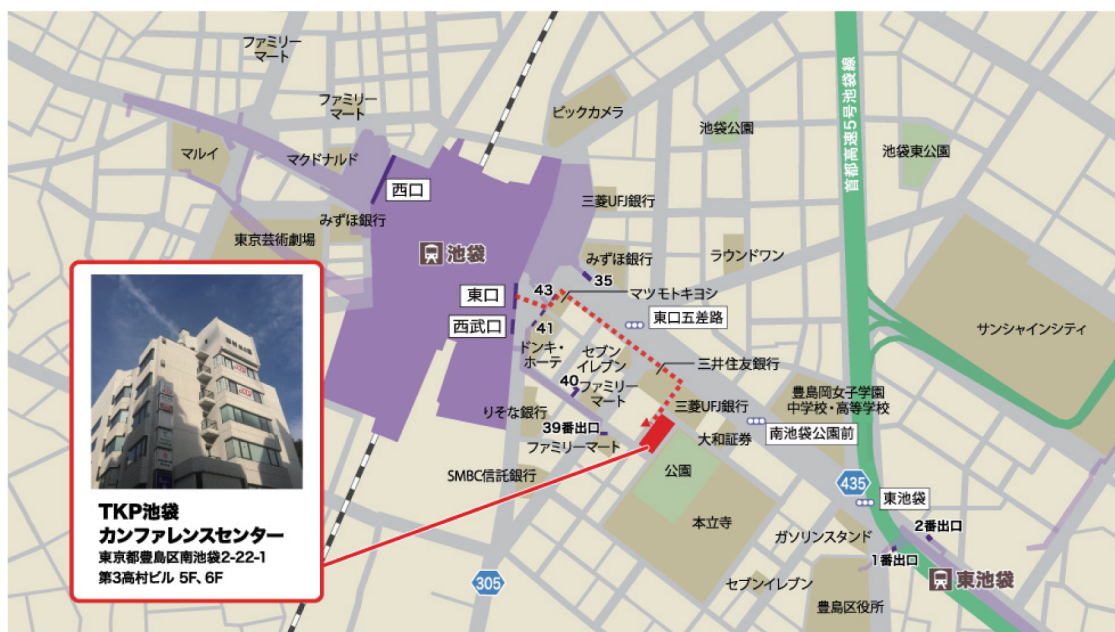 ファミリー
マート
ファミリー
マート
ビックカメラ
池袋公園
首都高速5号池袋線
池袋東公園
マルイ
マクドナルド
西口
みずほ銀行
三菱UFJ銀行
東京芸術劇場
池袋
みずほ銀行
ラウンドワン
35
東口
43
マツモトキヨシ
西武口
41
東口五差路
サンシャインシティ
ドンキ・
ホーテ
セブン
イレブン
三井住友銀行
40
ファミリー
マート
豊島岡女子学園
中学校・高等学校
りそな銀行
三菱UFJ銀行
39番出口
大和証券
南池袋公園前
ファミリーマート
SMBC信託銀行
公園
435
東池袋
本立寺
ガソリンスタンド
2番出口
1番出口
305
セブンイレブン
東池袋
豊島区役所
TKP池袋
カンファレンスセンター
東京都豊島区南池袋2-22-1
第3高村ビル 5F、6F